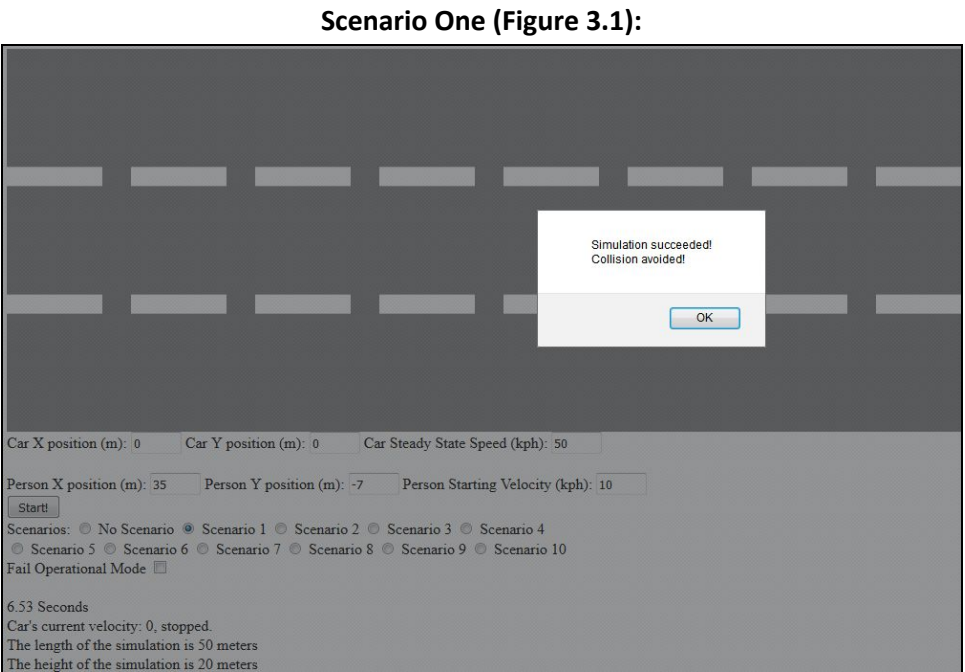 Scenario One (Figure 3.1):
Simulation succeeded!
Collision avoided!
OK
Car X position (m): 0 Car Y position (m): 0 Car Steady State Speed (kph): 50
Person X position (m): 35 Person Y position (m): -7 Person Starting Velocity (kph): 10
Start!
Scenarios: No Scenario Scenario 1 Scenario 2 Scenario 3 Scenario 4
Scenario 5 Scenario 6 Scenario 7 Scenario 8 Scenario 9 Scenario 10
Fail Operational Mode
6.53 Seconds
Car's current velocity: 0, stopped.
The length of the simulation is 50 meters
The height of the simulation is 20 meters